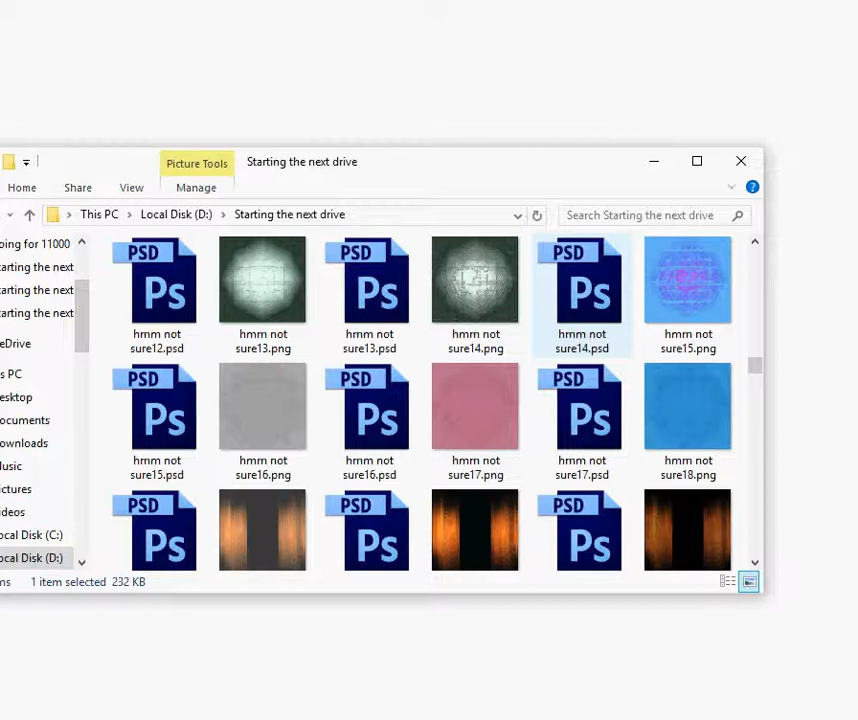 Picture Tools
Starting the next drive
Home
Share
View
Manage
This PC
Local Disk (D:)
Starting the next drive
Search Starting the next drive
oing for 11000
tarting the next
tarting the next
tarting the next
eDrive
s PC
esktop
ocuments
ownloads
usic
ctures
deos
ocal Disk (C:)
ocal Disk (D:)
PSD
Ps
PSD
Ps
PSD
Ps
hmm not
sure12.psd
hmm not
sure13.png
hmm not
sure13.psd
hmm not
sure14.png
hmm not
sure14.psd
hmm not
sure15.png
PSD
Ps
PSD
Ps
PSD
Ps
hmm not
sure15.psd
hmm not
sure16.png
hmm not
sure16.psd
hmm not
sure17.png
hmm not
sure17.psd
hmm not
sure18.png
PSD
Ps
PSD
Ps
PSD
Ps
ms
1 item selected 232 KB